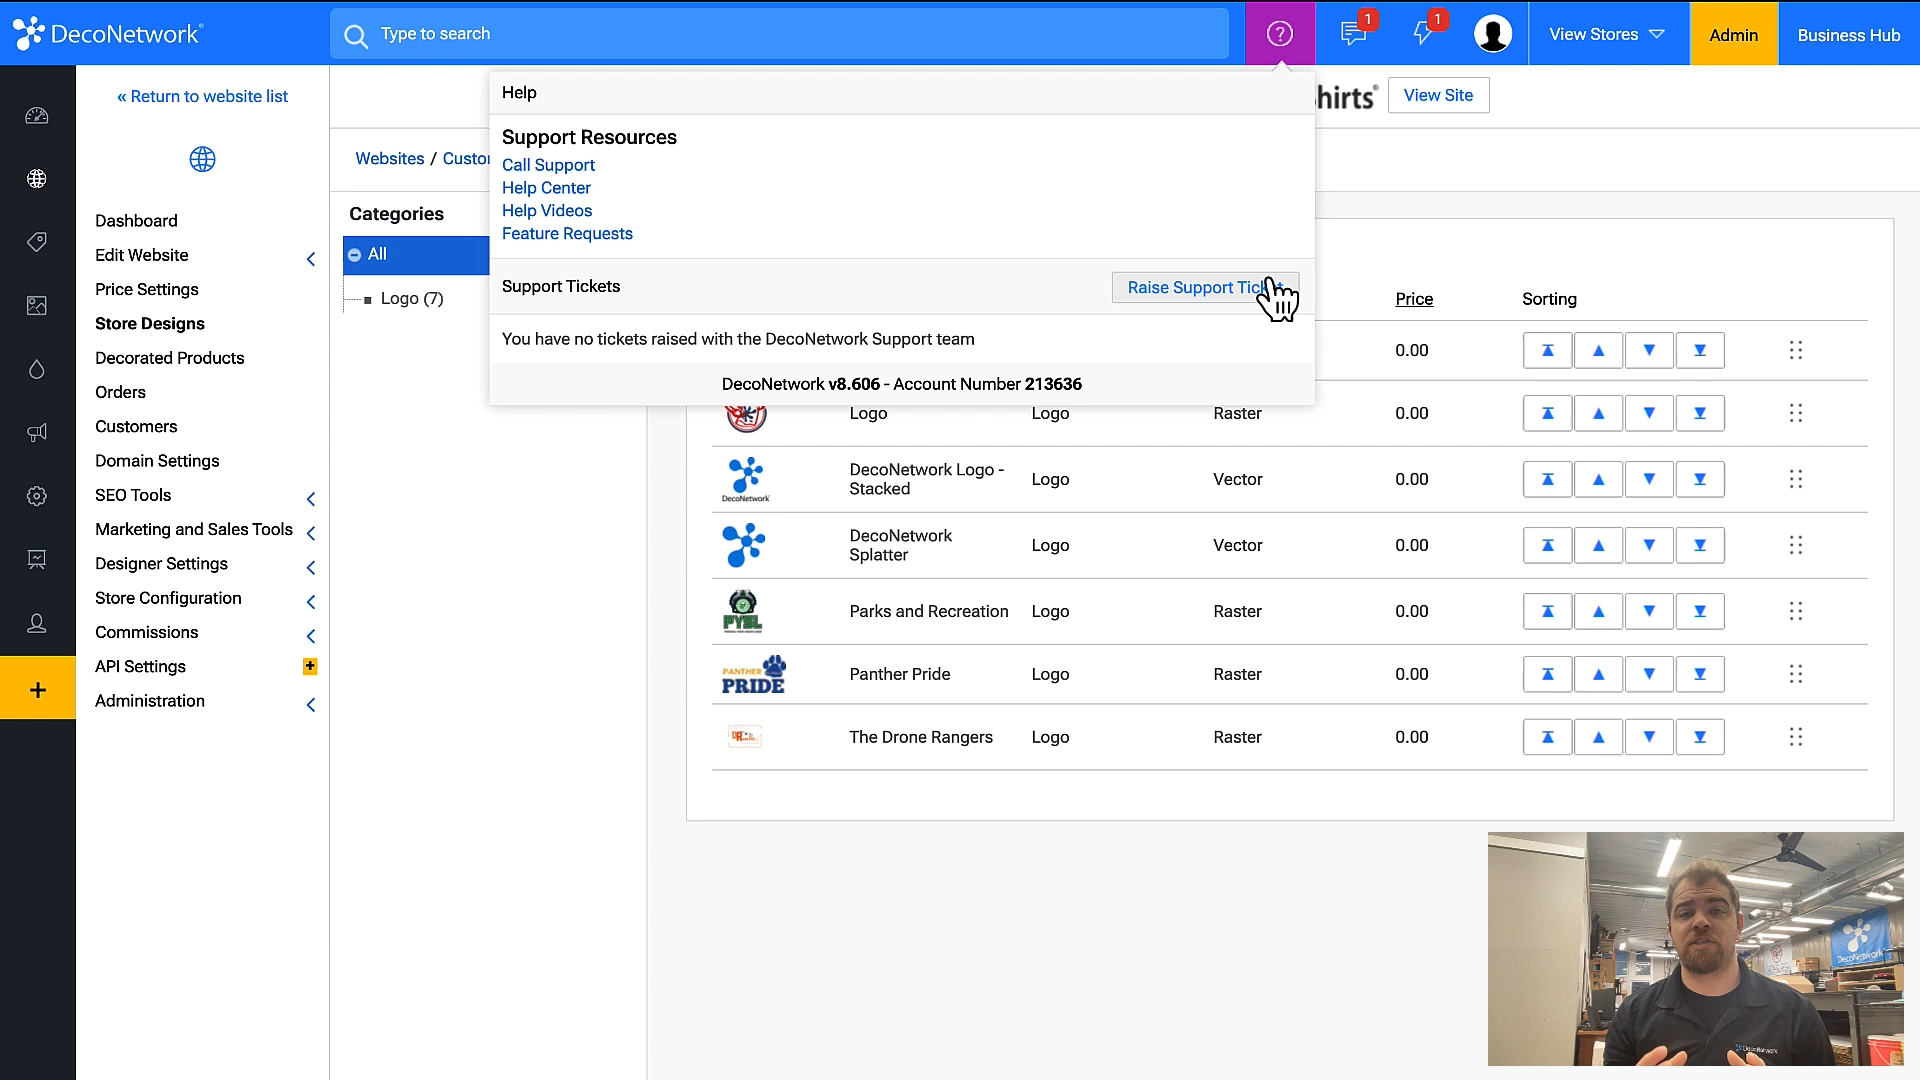 DecoNetwork
Type to search
1
1
View Stores
Admin
Business Hub
« Return to website list
Dashboard
Edit Website
Price Settings
Store Designs
Decorated Products
Orders
Customers
Domain Settings
SEO Tools
Marketing and Sales Tools
Designer Settings
Store Configuration
Commissions
API Settings
Administration
hirts
View Site
Websites / Custo
Categories
All
Logo (7)
Help
Support Resources
Call Support
Help Center
Help Videos
Feature Requests
Support Tickets
Raise Support Tick t
You have no tickets raised with the DecoNetwork Support team
DecoNetwork v8.606 - Account Number 213636
Price
Sorting
0.00
Logo
Logo
Raster
0.00
DecoNetwork
DecoNetwork Logo -
Stacked
Logo
Vector
0.00
DecoNetwork
Splatter
Logo
Vector
0.00
PYSL
Parks and Recreation
Logo
Raster
0.00
PANTHER
PRIDE
Panther Pride
Logo
Raster
0.00
The Drone Rangers
Logo
Raster
0.00
DecoNetwork
DecoNetwork